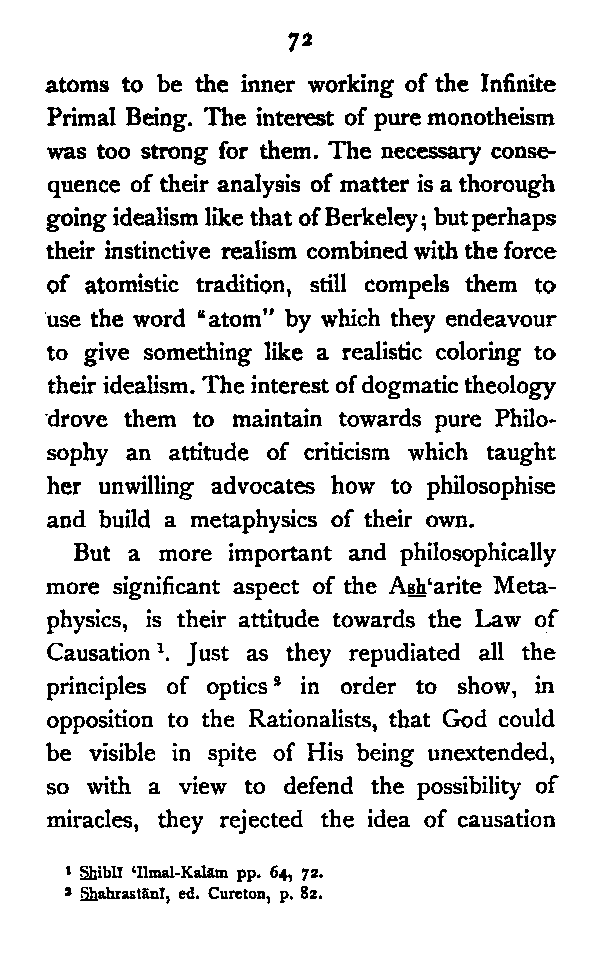 72
atoms to be the inner working of the Infinite
Primal Being. The interest of pure monotheism
was too strong for them. The necessary conse-
quence of their analysis of matter is a thorough
going idealism like that of Berkeley; but perhaps
their instinctive realism combined with the force
of atomistic tradition, still compels them to
use the word “atom” by which they endeavour
to give something like a realistic coloring to
their idealism. The interest of dogmatic theology
drove them to maintain towards pure Philo-
sophy an attitude of criticism which taught
her unwilling advocates how to philosophise
and build a metaphysics of their own.
But a more important and philosophically
more significant aspect of the Ash‘arite Meta-
physics, is their attitude towards the Law of
Causation ¹. Just as they repudiated all the
principles of optics ² in order to show, in
opposition to the Rationalists, that God could
be visible in spite of His being unextended,
so with a view to defend the possibility of
miracles, they rejected the idea of causation
¹ Shiblī ‘Ilmal-Kalām pp. 64, 72.
² Shahrastānī, ed. Cureton, p. 82.